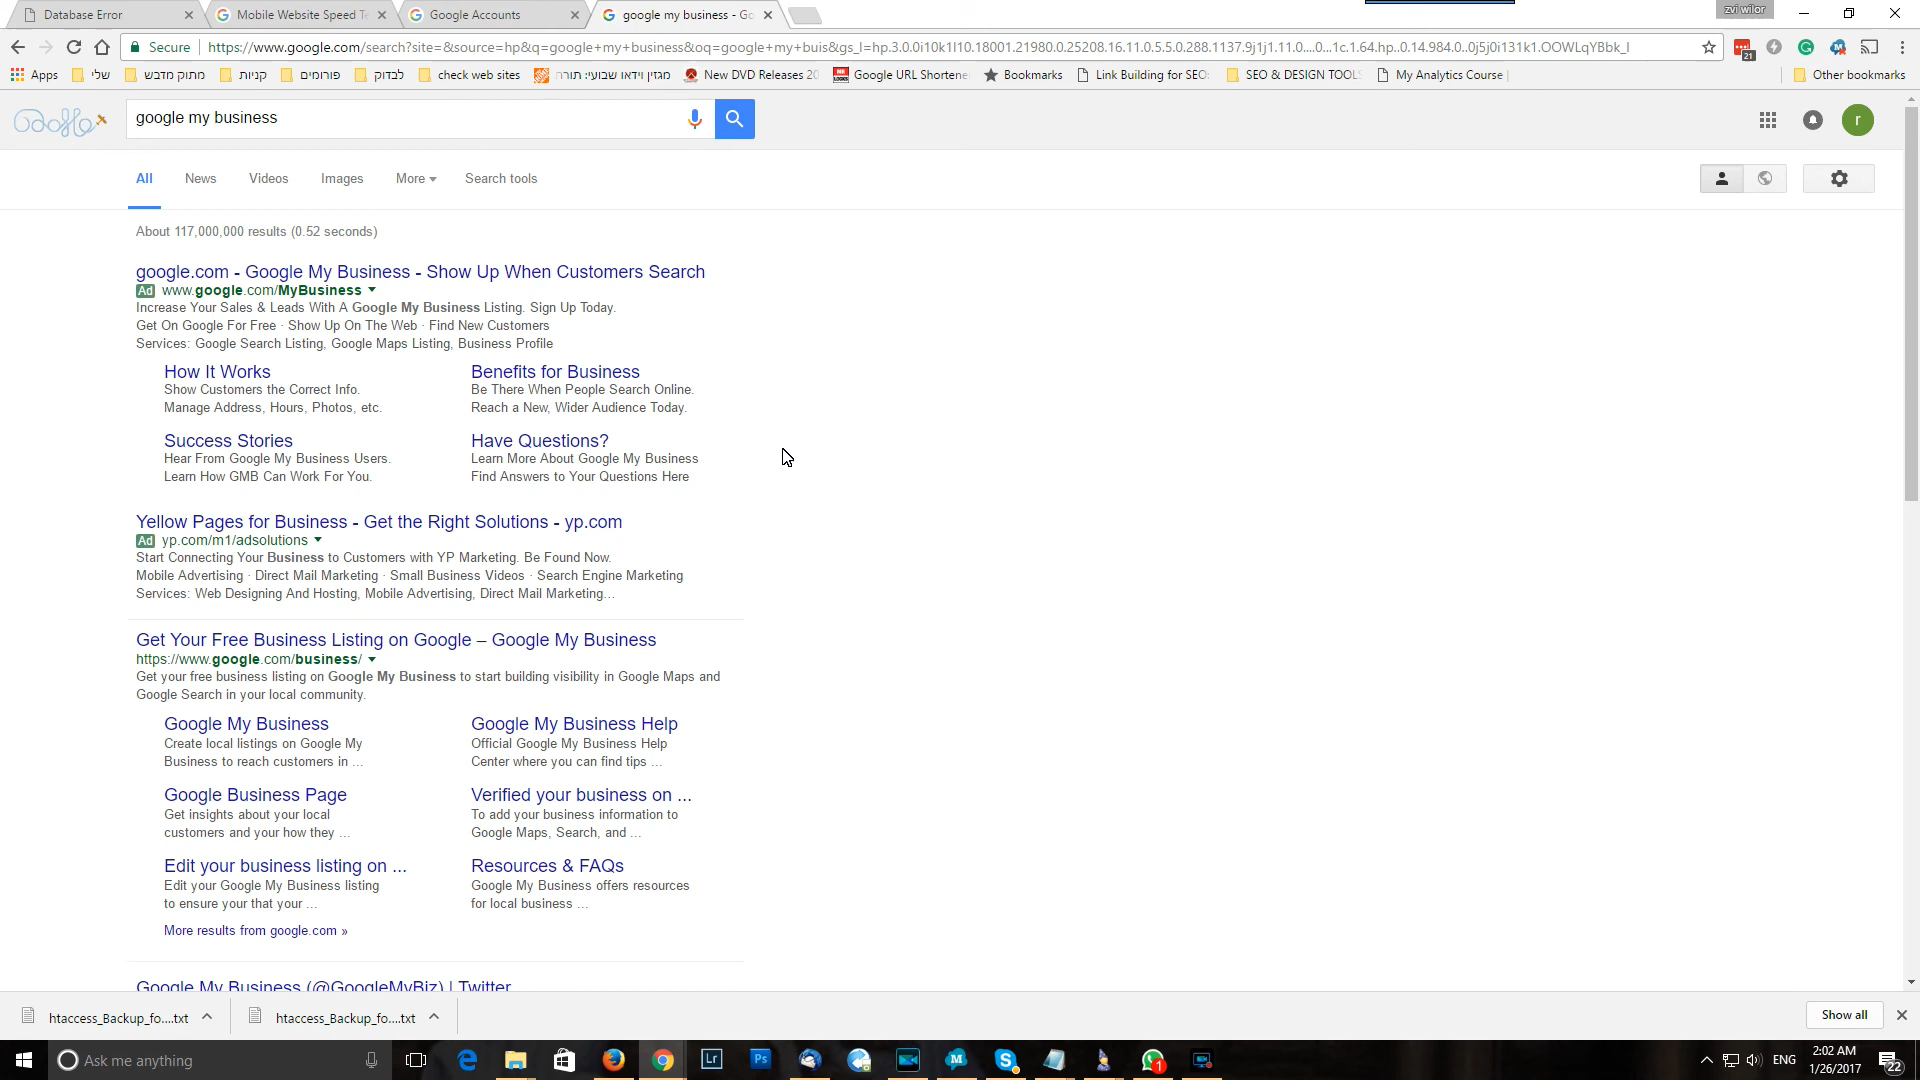 Database Error
Mobile Website Speed Te
Google Accounts
google my business - Go
zvi wilor
Secure
https://www.google.com/search?site=&source=hp&q=google+my+business&oq=google+my+buis&gs_l=hp.3.0.0i10k1l10.18001.21980.0.25208.16.11.0.5.5.0.288.1137.9j1j1.11.0....0...1c.1.64.hp..0.14.984.0..0j5j0i131k1.OOWLqYBbk_I
21
Apps
שלי
מתוק מדבש
קניות
פורומים
לבדוק
check web sites
מגזין וידאו שבועי: תורה
New DVD Releases 20
Google URL Shortene
Bookmarks
Link Building for SEO:
SEO & DESIGN TOOLS
My Analytics Course |
Other bookmarks
google my business
r
All
News
Videos
Images
More
Search tools
About 117,000,000 results (0.52 seconds)
google.com - Google My Business - Show Up When Customers Search
Ad www.google.com/MyBusiness
Increase Your Sales & Leads With A Google My Business Listing. Sign Up Today.
Get On Google For Free · Show Up On The Web · Find New Customers
Services: Google Search Listing, Google Maps Listing, Business Profile
How It Works
Show Customers the Correct Info.
Manage Address, Hours, Photos, etc.
Benefits for Business
Be There When People Search Online.
Reach a New, Wider Audience Today.
Success Stories
Hear From Google My Business Users.
Learn How GMB Can Work For You.
Have Questions?
Learn More About Google My Business
Find Answers to Your Questions Here
Yellow Pages for Business - Get the Right Solutions - yp.com
Ad yp.com/m1/adsolutions
Start Connecting Your Business to Customers with YP Marketing. Be Found Now.
Mobile Advertising · Direct Mail Marketing · Small Business Videos · Search Engine Marketing
Services: Web Designing And Hosting, Mobile Advertising, Direct Mail Marketing...
Get Your Free Business Listing on Google – Google My Business
https://www.google.com/business/
Get your free business listing on Google My Business to start building visibility in Google Maps and
Google Search in your local community.
Google My Business
Create local listings on Google My
Business to reach customers in ...
Google My Business Help
Official Google My Business Help
Center where you can find tips ...
Google Business Page
Get insights about your local
customers and your how they ...
Verified your business on ...
To add your business information to
Google Maps, Search, and ...
Edit your business listing on ...
Edit your Google My Business listing
to ensure your that your ...
Resources & FAQs
Google My Business offers resources
for local business ...
More results from google.com »
Google My Business (@GoogleMyBiz) | Twitter
htaccess_Backup_fo....txt
htaccess_Backup_fo....txt
Show all
Ask me anything
Lr
Ps
M
1
ENG
2:02 AM
1/26/2017
22